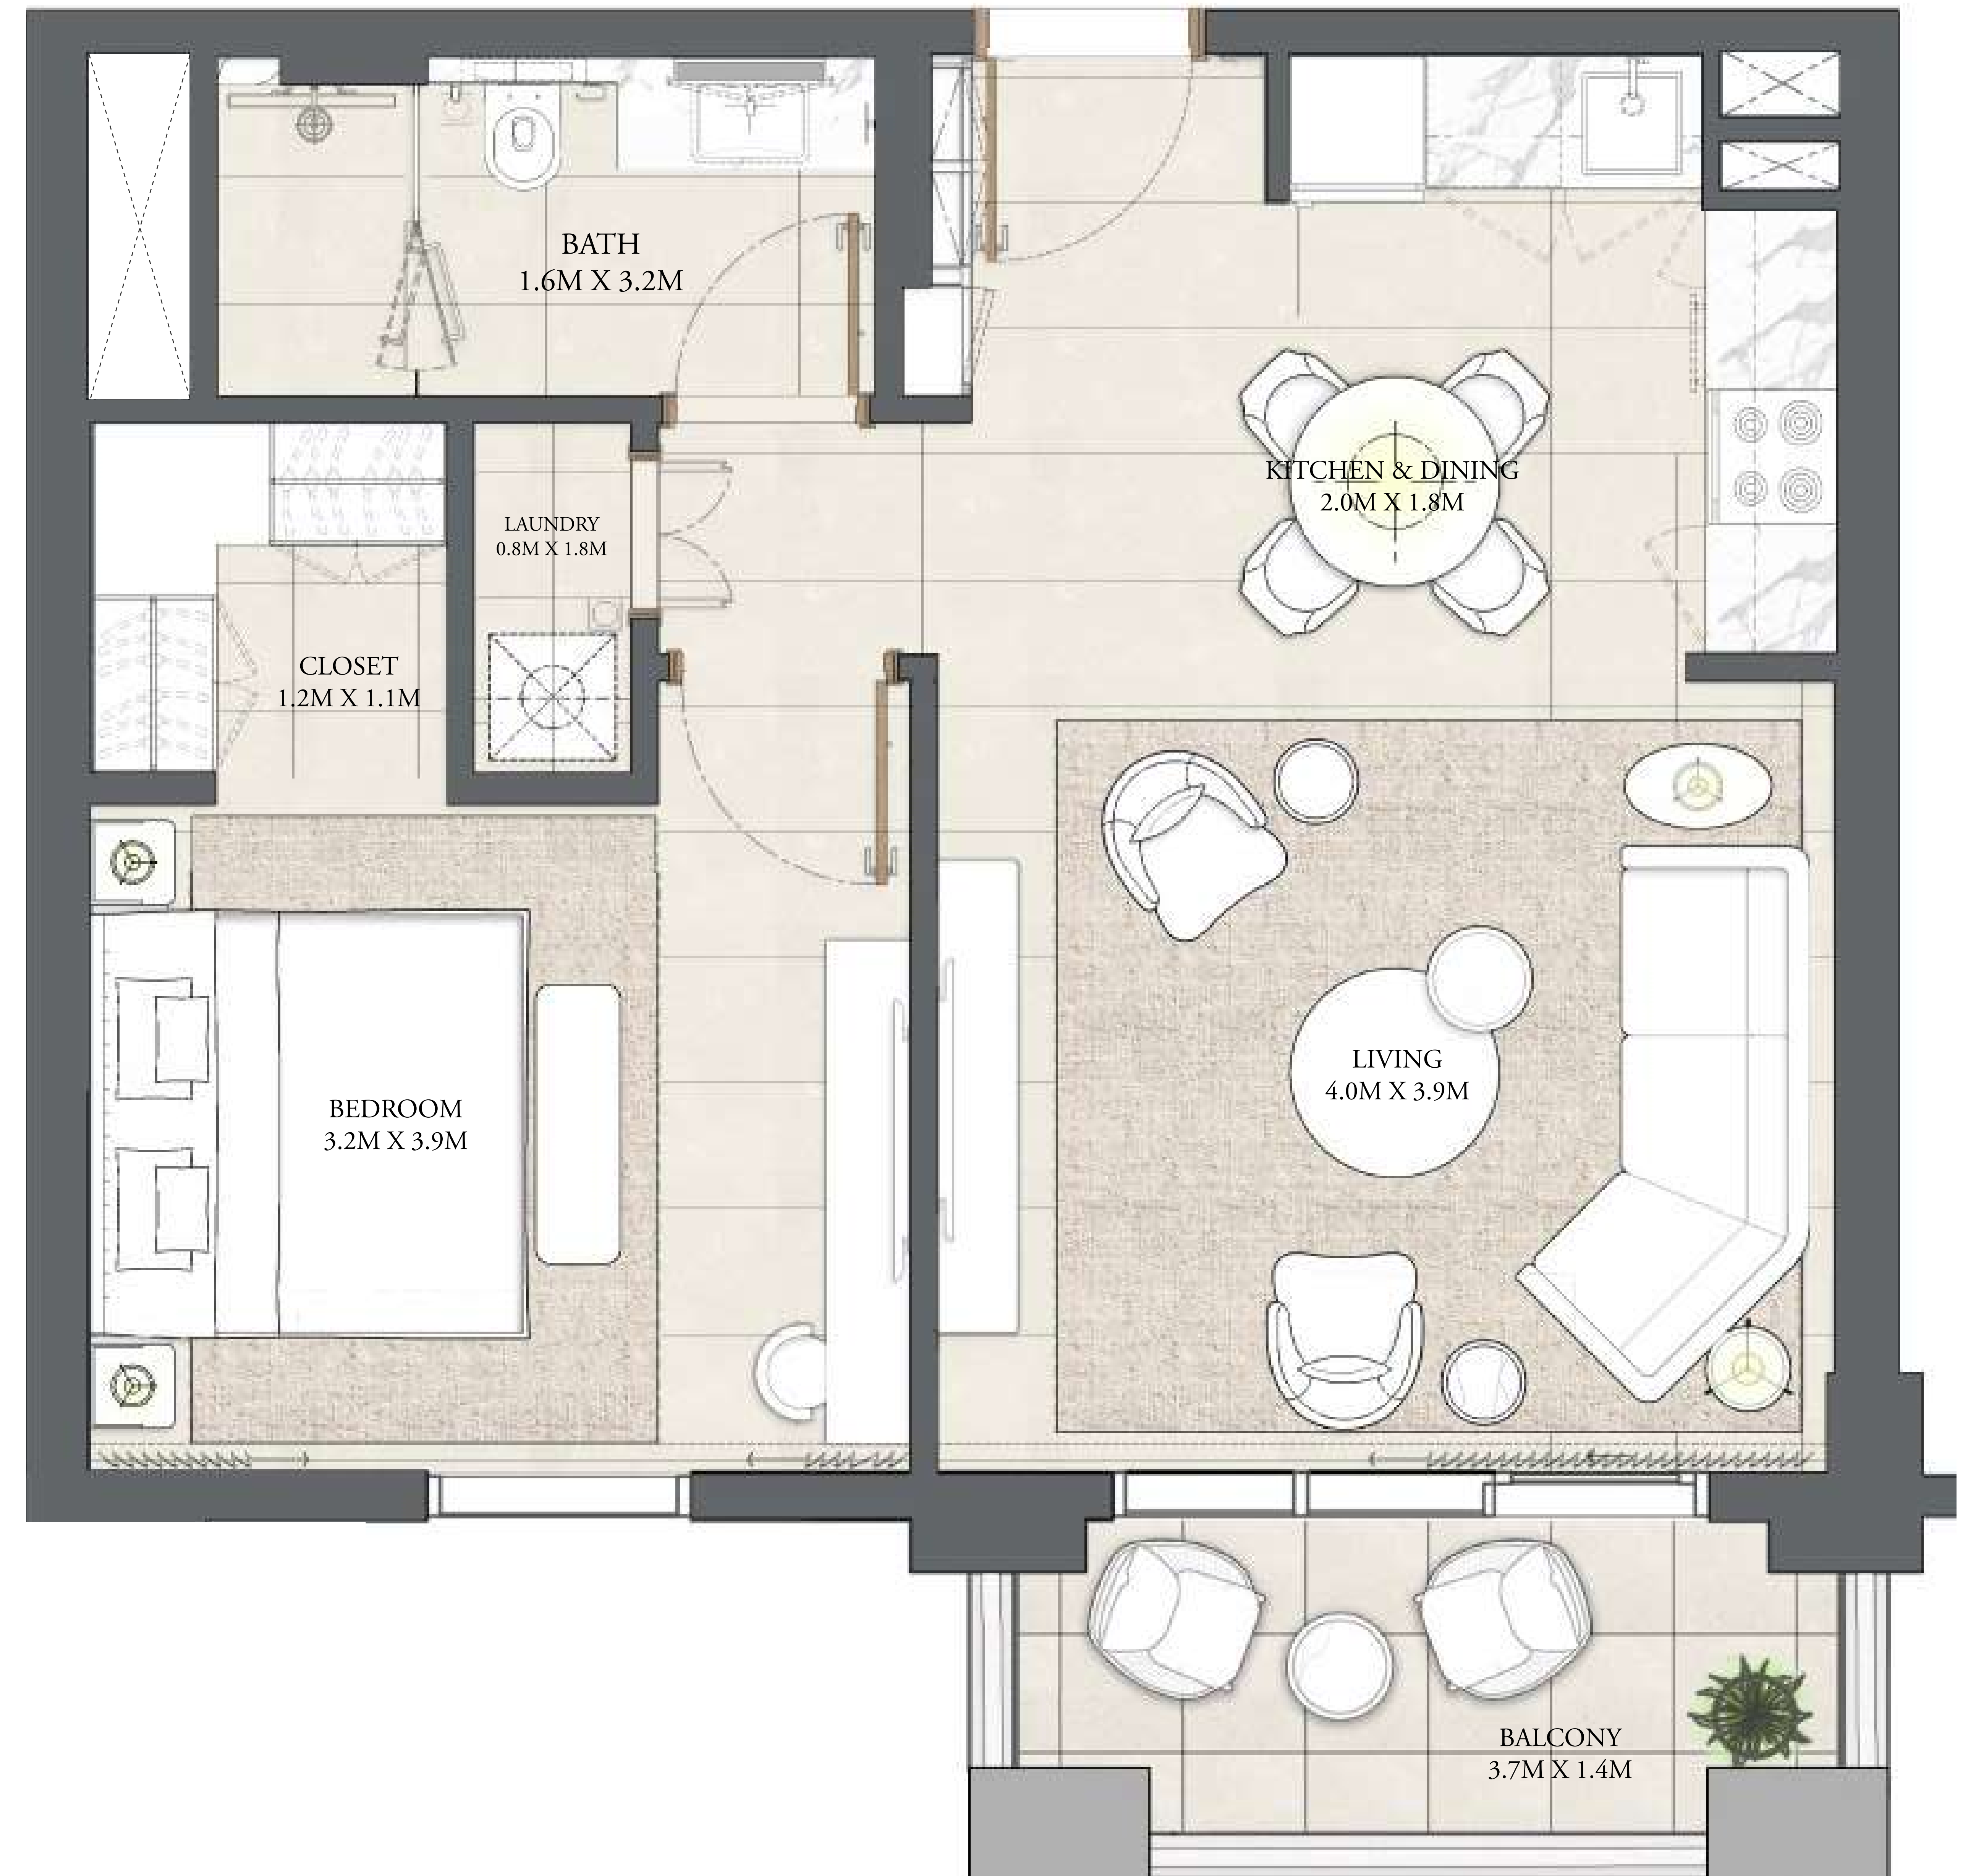 BATH
1.6M X 3.2M
KITCHEN & DINING
2.0M X 1.8M
LAUNDRY
0.8M X 1.8M
CLOSET
1.2M X 1.1M
LIVING
4.0M X 3.9M
BEDROOM
3.2M X 3.9M
BALCONY
3.7M X 1.4M